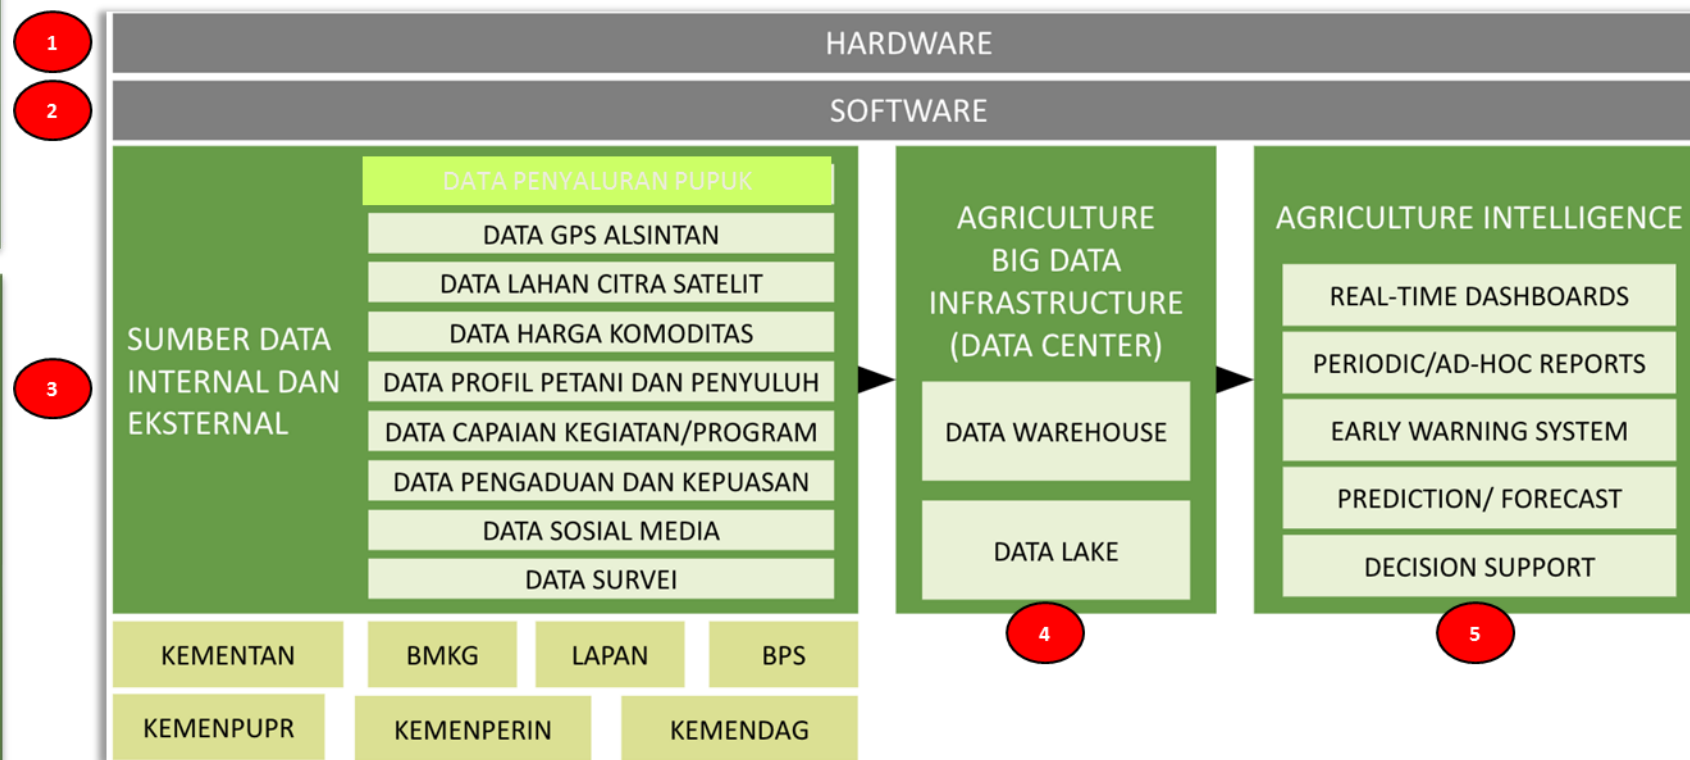 1
HARDWARE
2
SOFTWARE
3
SUMBER DATA
INTERNAL DAN
EKSTERNAL
DATA PENYALURAN PUPUK
DATA GPS ALSINTAN
DATA LAHAN CITRA SATELIT
DATA HARGA KOMODITAS
DATA PROFIL PETANI DAN PENYULUH
DATA CAPAIAN KEGIATAN/PROGRAM
DATA PENGADUAN DAN KEPUASAN
DATA SOSIAL MEDIA
DATA SURVEI
AGRICULTURE
BIG DATA
INFRASTRUCTURE
(DATA CENTER)
DATA WAREHOUSE
DATA LAKE
4
AGRICULTURE INTELLIGENCE
REAL-TIME DASHBOARDS
PERIODIC/AD-HOC REPORTS
EARLY WARNING SYSTEM
PREDICTION/ FORECAST
DECISION SUPPORT
5
KEMENTAN
BMKG
LAPAN
BPS
KEMENPUPR
KEMENPERIN
KEMENDAG